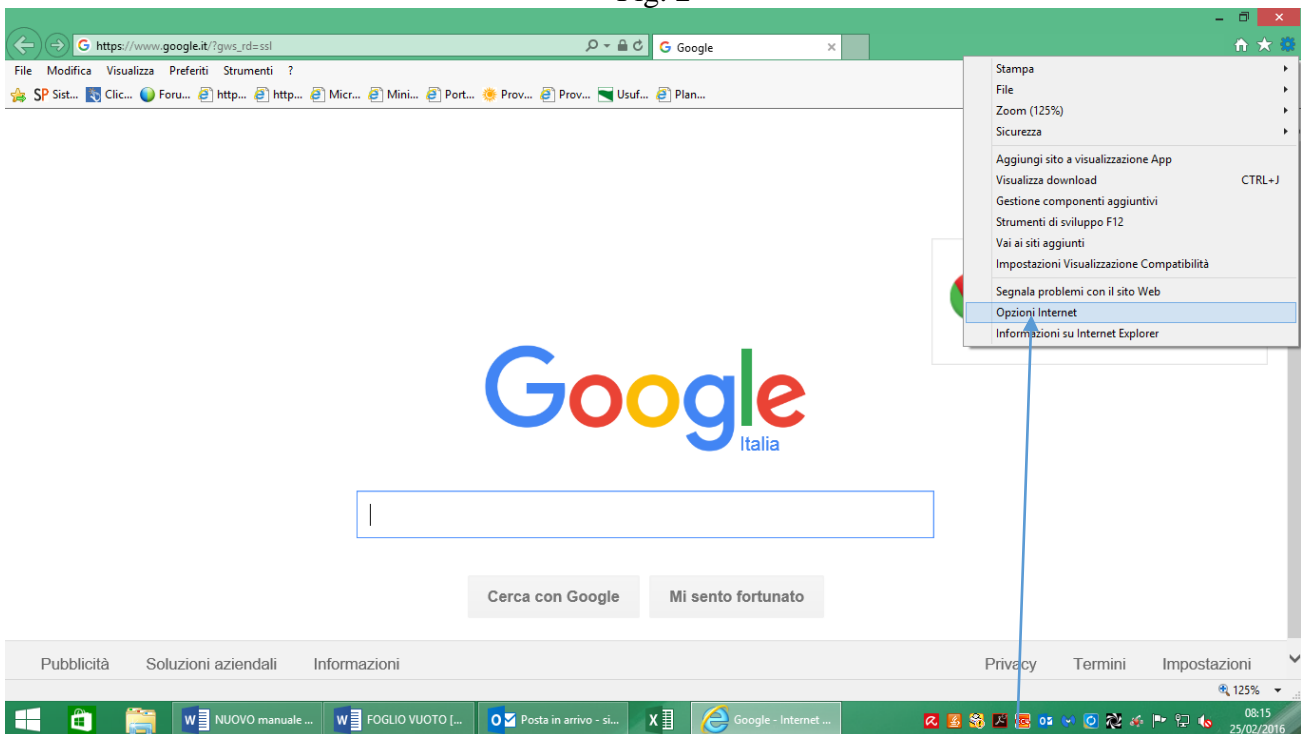 Fig. 2
https://www.google.it/?gws_rd=ssl
Google
File Modifica Visualizza Preferiti Strumenti ?
SP Sist... Clic... Foru... http... http... Micr... Mini... Port... Prov... Prov... Usuf... Plan...
Stampa
File
Zoom (125%)
Sicurezza
Aggiungi sito a visualizzazione App
Visualizza download CTRL+J
Gestione componenti aggiuntivi
Strumenti di sviluppo F12
Vai ai siti aggiunti
Impostazioni Visualizzazione Compatibilità
Segnala problemi con il sito Web
Opzioni Internet
Informazioni su Internet Explorer
Google
Italia
Cerca con Google Mi sento fortunato
Pubblicità Soluzioni aziendali Informazioni Privacy Termini Impostazioni
125%
NUOVO manuale ... FOGLIO VUOTO [... Posta in arrivo - si... Google - Internet ... 08:15
25/02/2016